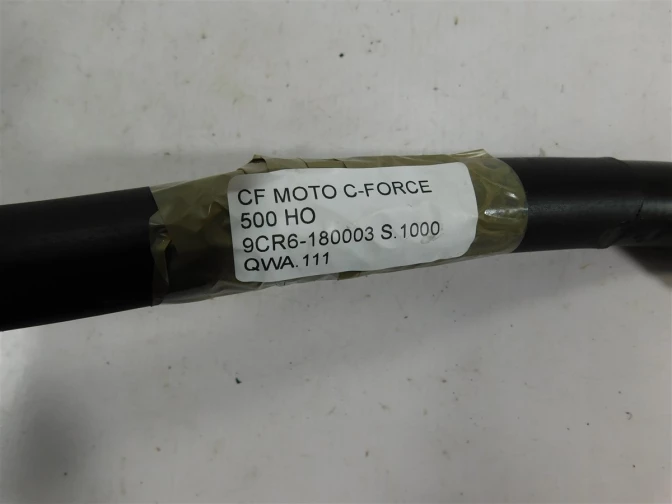 CF MOTO C-FORCE
500 HO
9CR6-180003 S.1000
QWA.111